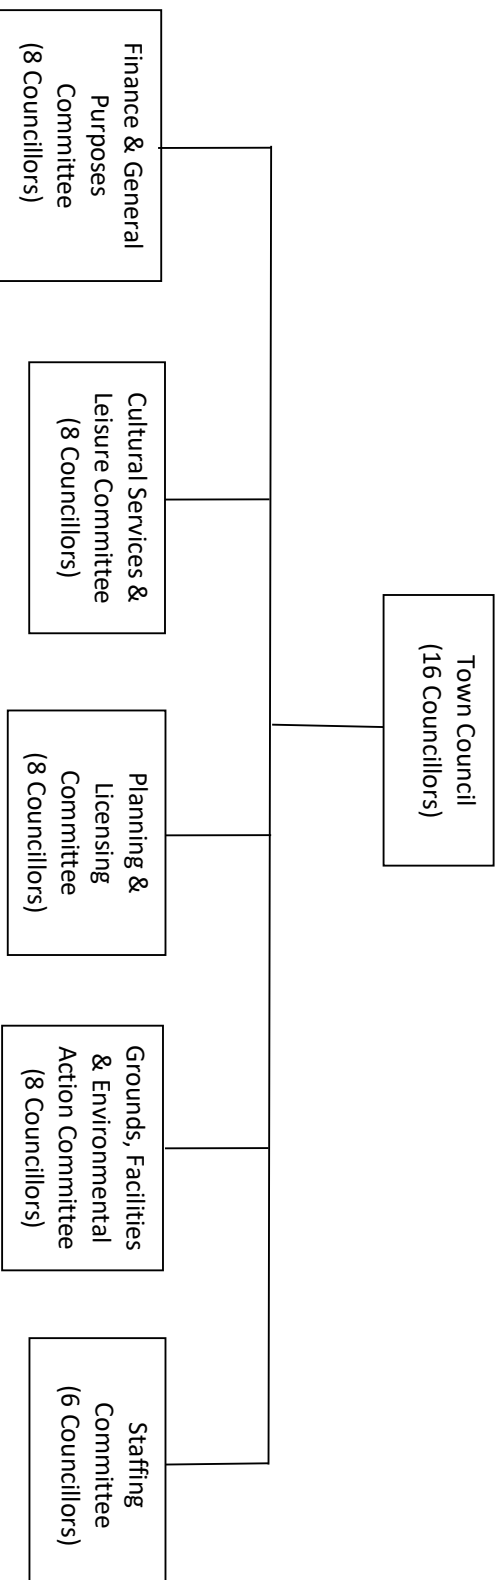 Town Council
(16 Councillors)
Finance & General
Purposes
Committee
(8 Councillors)
Cultural Services &
Leisure Committee
(8 Councillors)
Planning &
Licensing
Committee
(8 Councillors)
Grounds, Facilities
& Environmental
Action Committee
(8 Councillors)
Staffing
Committee
(6 Councillors)